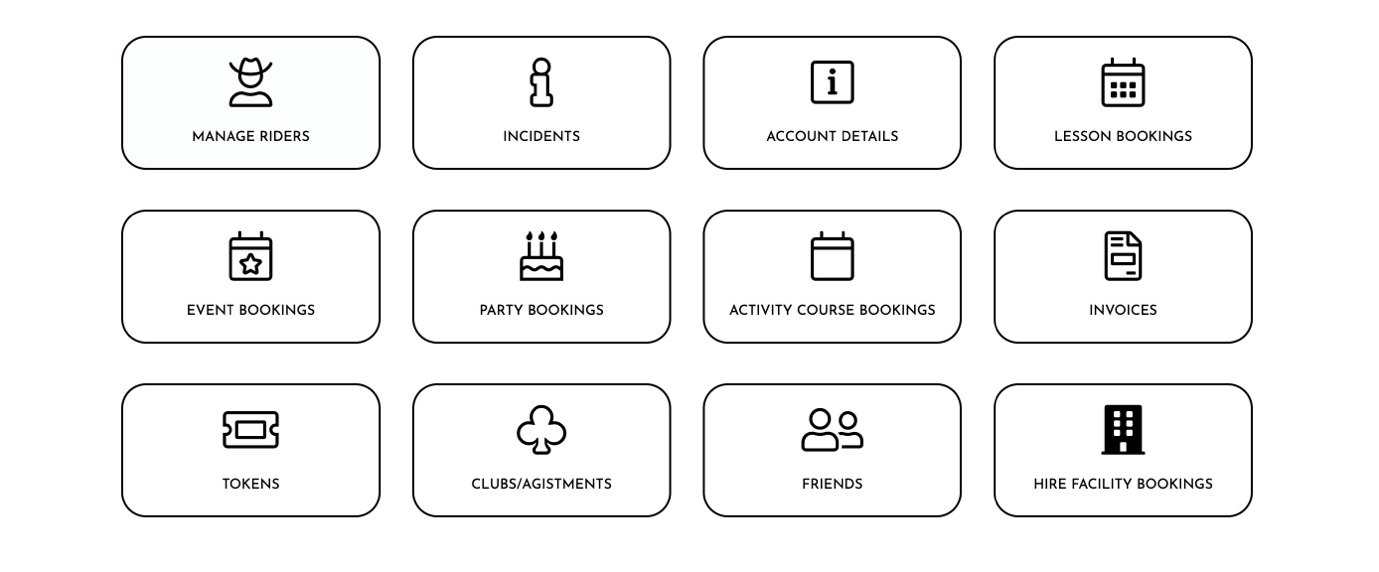 MANAGE RIDERS
INCIDENTS
ACCOUNT DETAILS
LESSON BOOKINGS
EVENT BOOKINGS
PARTY BOOKINGS
ACTIVITY COURSE BOOKINGS
INVOICES
TOKENS
CLUBS/AGISTMENTS
FRIENDS
HIRE FACILITY BOOKINGS